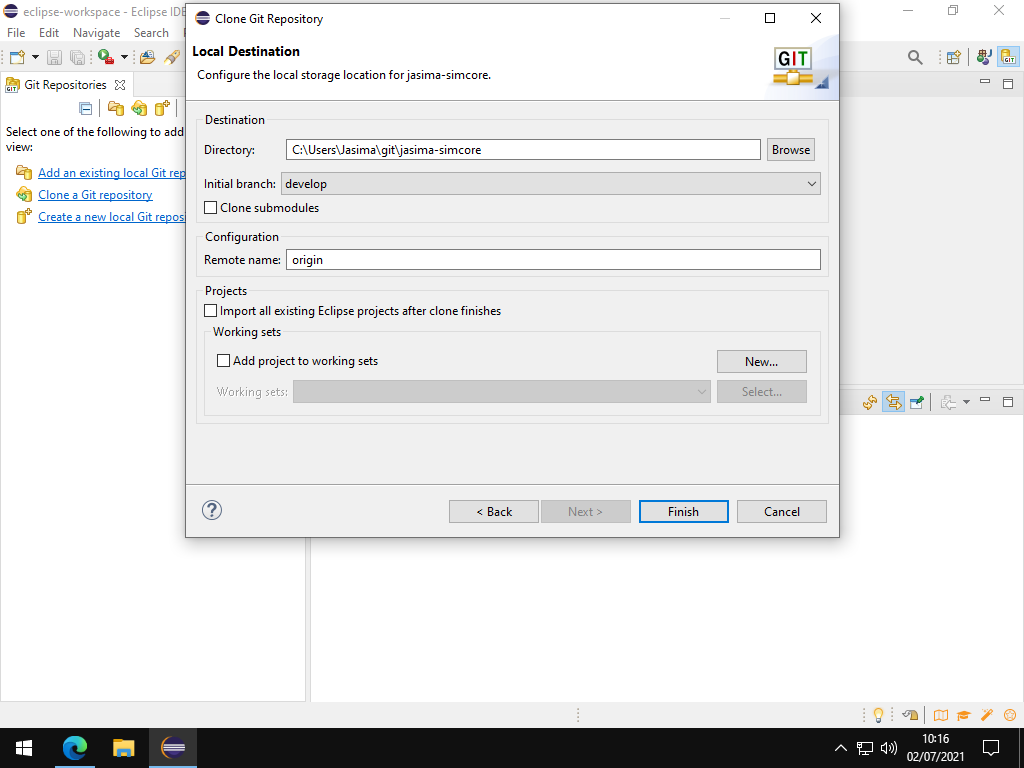 eclipse-workspace - Eclipse IDE
File Edit Navigate Search
Git Repositories
Select one of the following to add
view:
Add an existing local Git rep
Clone a Git repository
Create a new local Git repos
Clone Git Repository
Local Destination
Configure the local storage location for jasima-simcore.
GIT
Destination
Directory: C:\Users\Jasima\git\jasima-simcore Browse
Initial branch: develop
Clone submodules
Configuration
Remote name: origin
Projects
Import all existing Eclipse projects after clone finishes
Working sets
Add project to working sets New...
Working sets: Select...
? < Back Next > Finish Cancel
10:16
02/07/2021